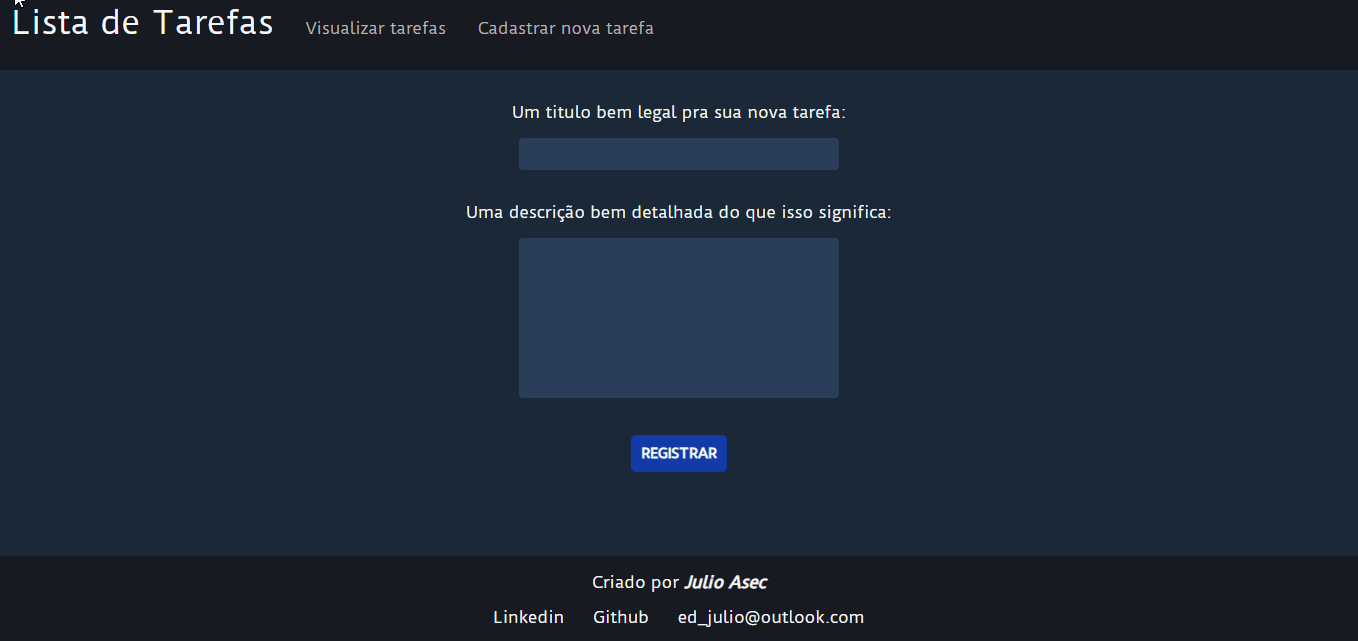 Lista de Tarefas Visualizar tarefas Cadastrar nova tarefa
Um titulo bem legal pra sua nova tarefa:
Uma descrição bem detalhada do que isso significa:
REGISTRAR
Criado por Julio Asec
Linkedin Github ed_julio@outlook.com